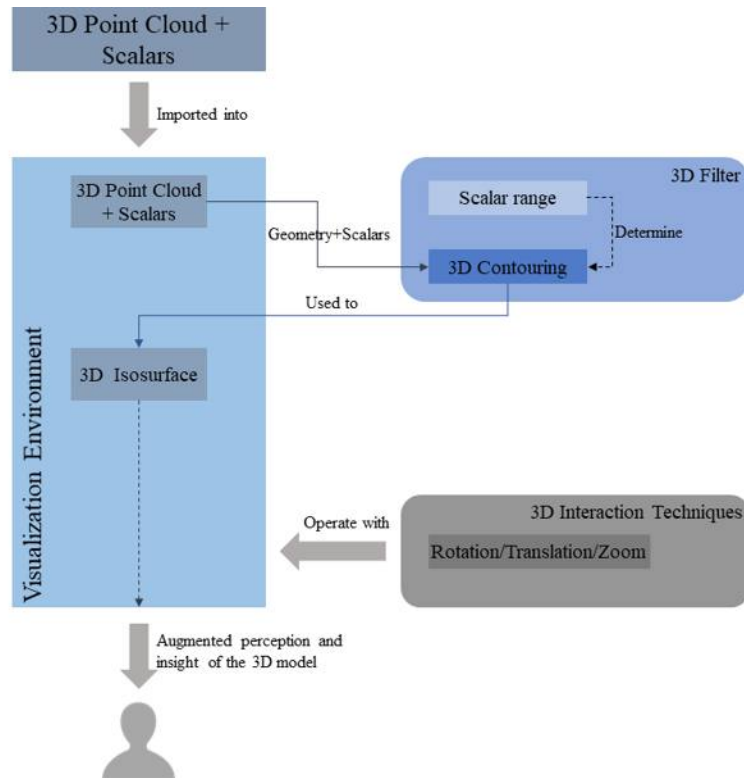 3D Point Cloud +
Scalars
Imported into
3D Point Cloud
+ Scalars
3D Filter
Scalar range
Geometry+Scalars
Determine
3D Contouring
Used to
3D Isosurface
Visualization Environment
3D Interaction Techniques
Operate with
Rotation/Translation/Zoom
Augmented perception and
insight of the 3D model